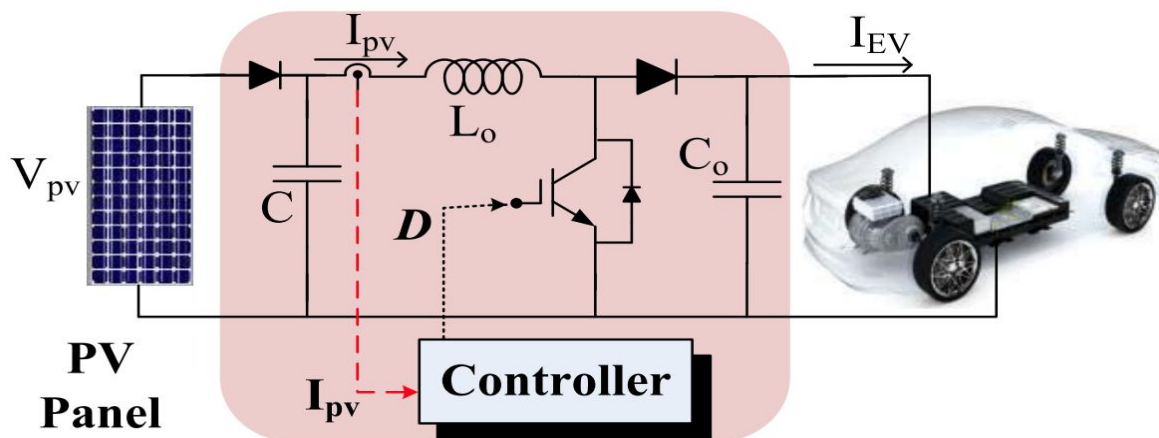 I_pv
I_EV
L_o
V_pv
C
C_o
D
PV
Panel
I_pv
Controller